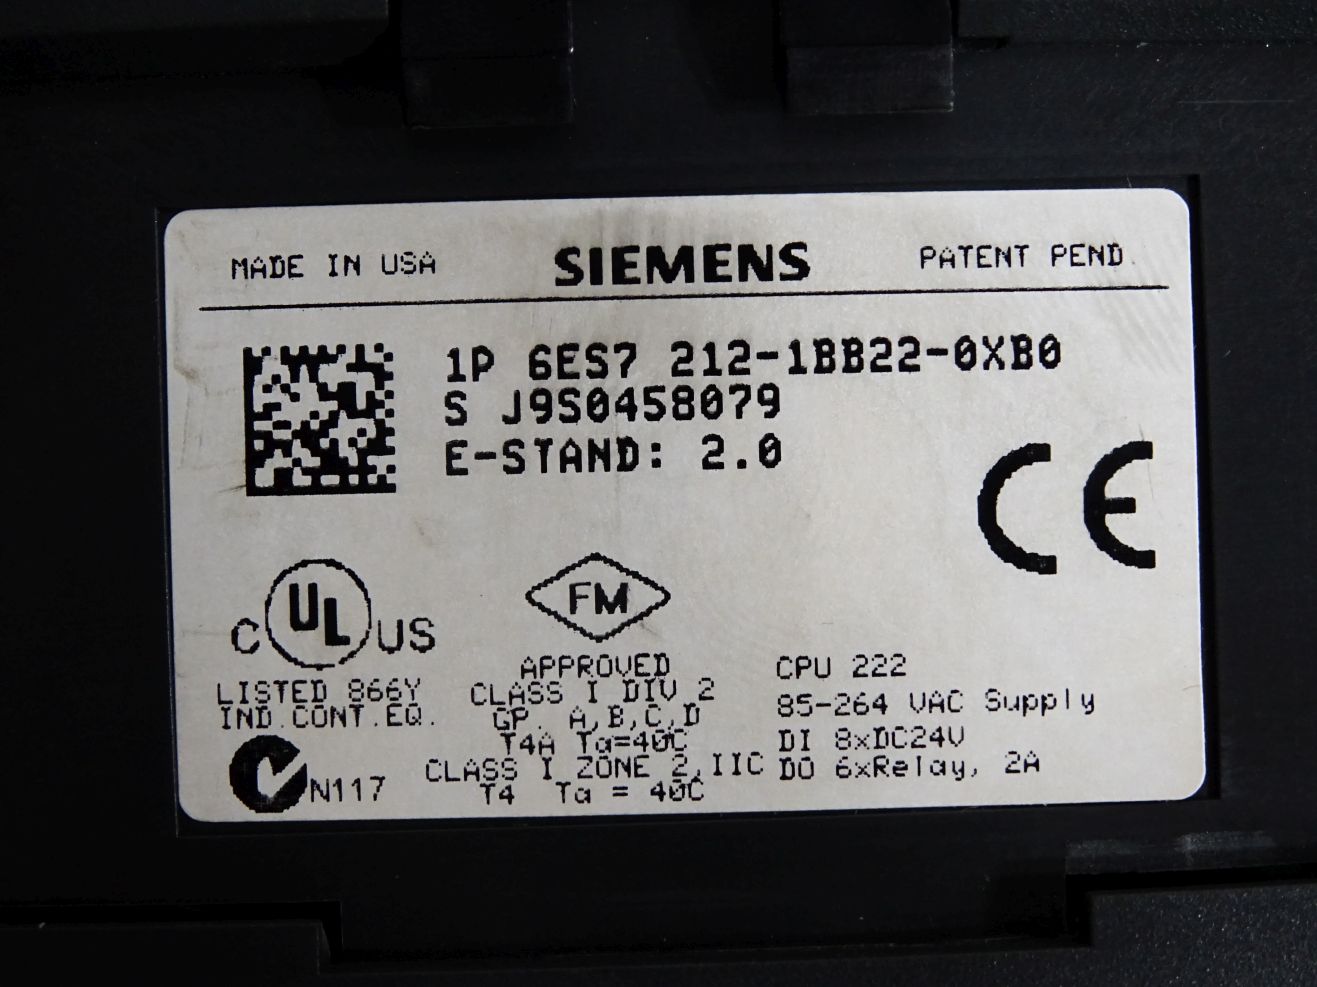 MADE IN USA SIEMENS PATENT PEND.
1P 6ES7 212-1BB22-0XB0
S J9S0458079
E-STAND: 2.0
CE
C UL US
LISTED 866Y
IND.CONT.EQ.
N117
FM
APPROVED
CLASS I DIV 2
GP. A,B,C,D
T4A Ta=40C
CLASS I ZONE 2,IIC
T4 Ta = 40C
CPU 222
85-264 VAC Supply
DI 8xDC24V
DO 6xRelay, 2A